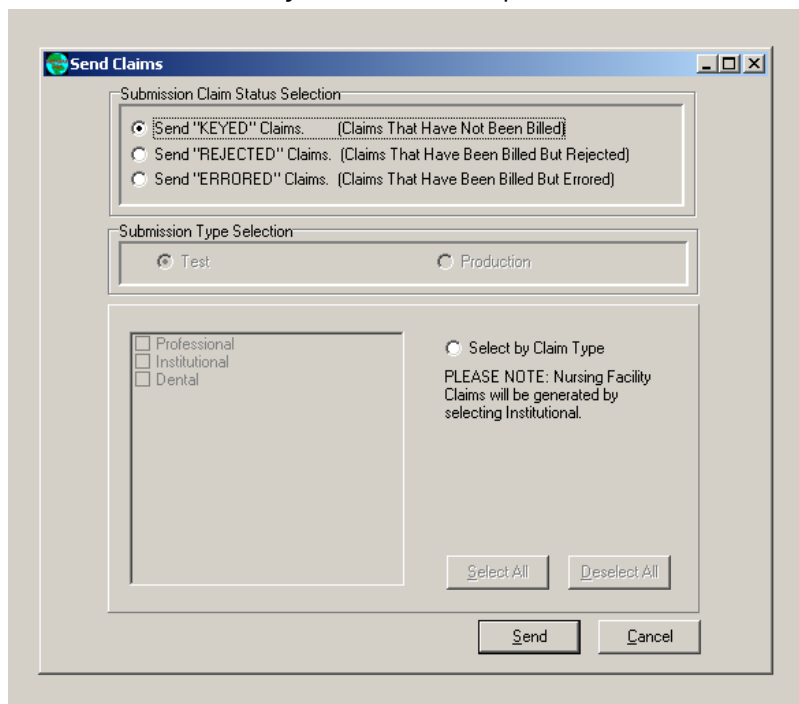 Send Claims
Submission Claim Status Selection
Send "KEYED" Claims. (Claims That Have Not Been Billed)
Send "REJECTED" Claims. (Claims That Have Been Billed But Rejected)
Send "ERRORED" Claims. (Claims That Have Been Billed But Errored)
Submission Type Selection
Test Production
Professional
Institutional
Dental
Select by Claim Type
PLEASE NOTE: Nursing Facility
Claims will be generated by
selecting Institutional.
Select All Deselect All
Send Cancel